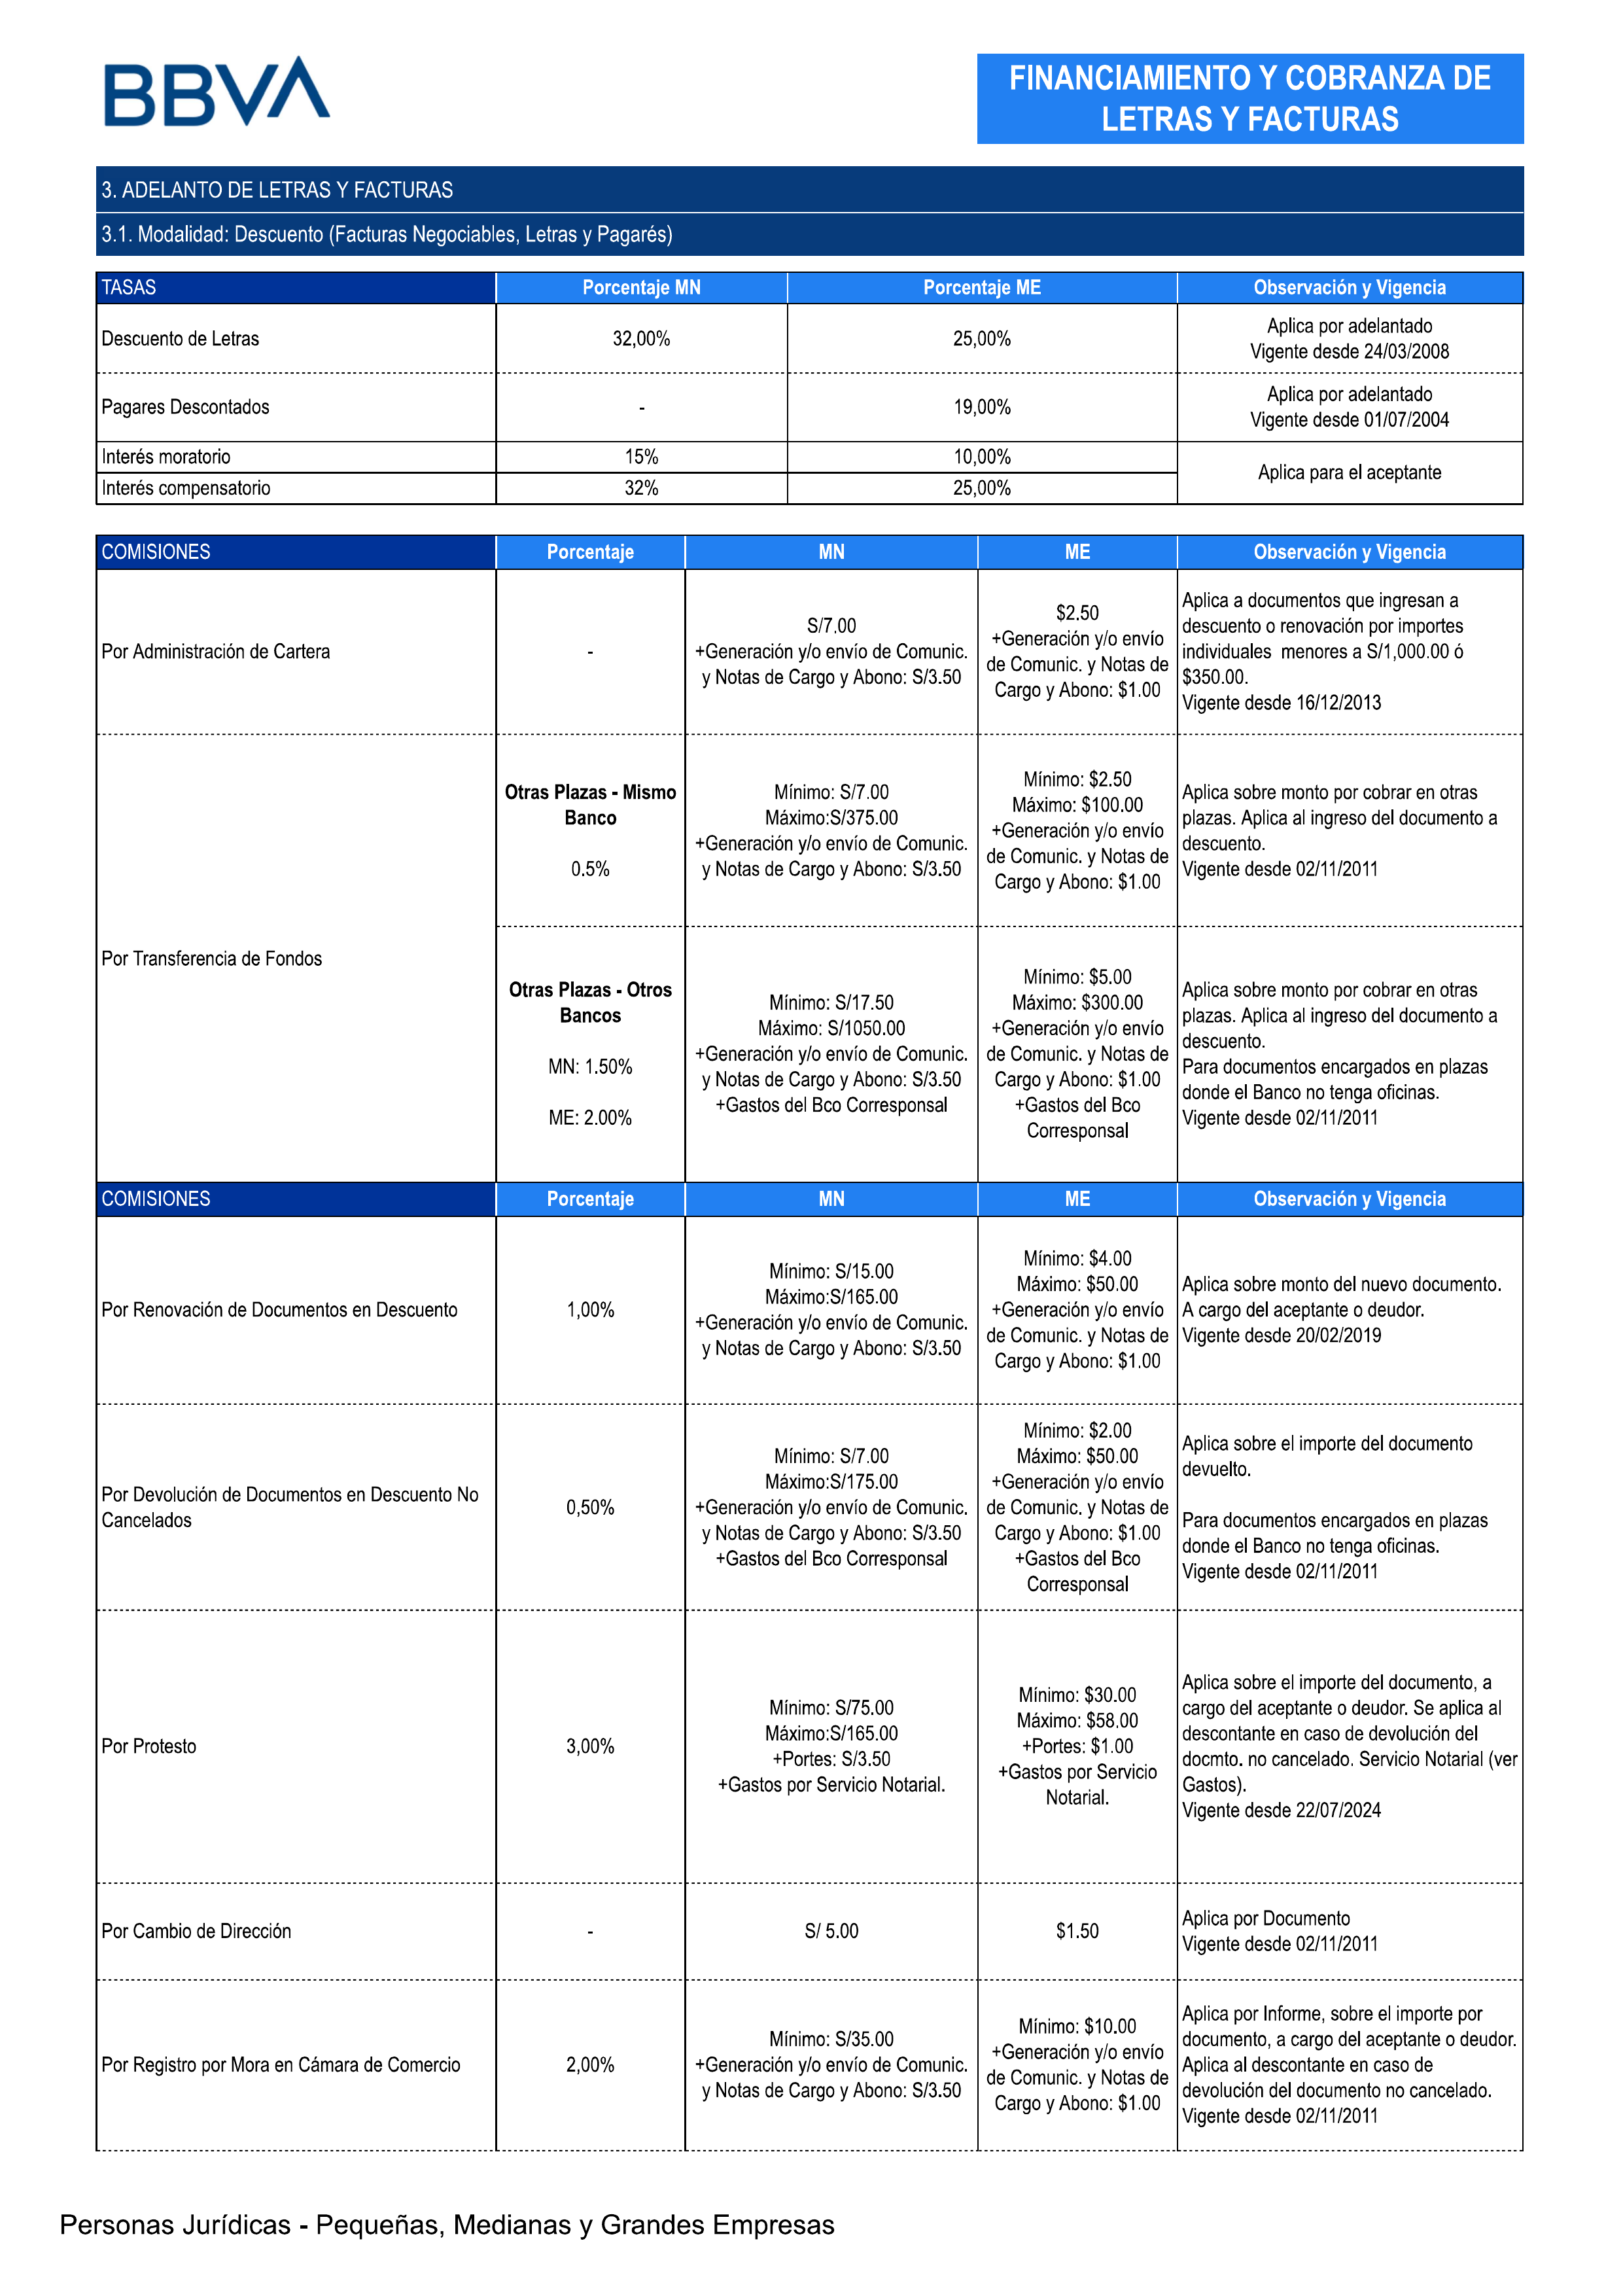 BBVA
FINANCIAMIENTO Y COBRANZA DE
LETRAS Y FACTURAS
3. ADELANTO DE LETRAS Y FACTURAS
3.1. Modalidad: Descuento (Facturas Negociables, Letras y Pagarés)
TASAS
Porcentaje MN
Porcentaje ME
Observación y Vigencia
Descuento de Letras
32,00%
25,00%
Aplica por adelantado
Vigente desde 24/03/2008
Pagares Descontados
-
19,00%
Aplica por adelantado
Vigente desde 01/07/2004
Interés moratorio
15%
10,00%
Aplica para el aceptante
Interés compensatorio
32%
25,00%
COMISIONES
Porcentaje
MN
ME
Observación y Vigencia
Por Administración de Cartera
-
S/7.00
+Generación y/o envío de Comunic.
y Notas de Cargo y Abono: S/3.50
$2.50
+Generación y/o envío
de Comunic. y Notas de
Cargo y Abono: $1.00
Aplica a documentos que ingresan a
descuento o renovación por importes
individuales  menores a S/1,000.00 ó
$350.00.
Vigente desde 16/12/2013
Por Transferencia de Fondos
Otras Plazas - Mismo
Banco
0.5%
Mínimo: S/7.00
Máximo:S/375.00
+Generación y/o envío de Comunic.
y Notas de Cargo y Abono: S/3.50
Mínimo: $2.50
Máximo: $100.00
+Generación y/o envío
de Comunic. y Notas de
Cargo y Abono: $1.00
Aplica sobre monto por cobrar en otras
plazas. Aplica al ingreso del documento a
descuento.
Vigente desde 02/11/2011
Otras Plazas - Otros
Bancos
MN: 1.50%
ME: 2.00%
Mínimo: S/17.50
Máximo: S/1050.00
+Generación y/o envío de Comunic.
y Notas de Cargo y Abono: S/3.50
+Gastos del Bco Corresponsal
Mínimo: $5.00
Máximo: $300.00
+Generación y/o envío
de Comunic. y Notas de
Cargo y Abono: $1.00
+Gastos del Bco
Corresponsal
Aplica sobre monto por cobrar en otras
plazas. Aplica al ingreso del documento a
descuento.
Para documentos encargados en plazas
donde el Banco no tenga oficinas.
Vigente desde 02/11/2011
COMISIONES
Porcentaje
MN
ME
Observación y Vigencia
Por Renovación de Documentos en Descuento
1,00%
Mínimo: S/15.00
Máximo:S/165.00
+Generación y/o envío de Comunic.
y Notas de Cargo y Abono: S/3.50
Mínimo: $4.00
Máximo: $50.00
+Generación y/o envío
de Comunic. y Notas de
Cargo y Abono: $1.00
Aplica sobre monto del nuevo documento.
A cargo del aceptante o deudor.
Vigente desde 20/02/2019
Por Devolución de Documentos en Descuento No
Cancelados
0,50%
Mínimo: S/7.00
Máximo:S/175.00
+Generación y/o envío de Comunic.
y Notas de Cargo y Abono: S/3.50
+Gastos del Bco Corresponsal
Mínimo: $2.00
Máximo: $50.00
+Generación y/o envío
de Comunic. y Notas de
Cargo y Abono: $1.00
+Gastos del Bco
Corresponsal
Aplica sobre el importe del documento
devuelto.
Para documentos encargados en plazas
donde el Banco no tenga oficinas.
Vigente desde 02/11/2011
Por Protesto
3,00%
Mínimo: S/75.00
Máximo:S/165.00
+Portes: S/3.50
+Gastos por Servicio Notarial.
Mínimo: $30.00
Máximo: $58.00
+Portes: $1.00
+Gastos por Servicio
Notarial.
Aplica sobre el importe del documento, a
cargo del aceptante o deudor. Se aplica al
descontante en caso de devolución del
docmto. no cancelado. Servicio Notarial (ver
Gastos).
Vigente desde 22/07/2024
Por Cambio de Dirección
-
S/ 5.00
$1.50
Aplica por Documento
Vigente desde 02/11/2011
Por Registro por Mora en Cámara de Comercio
2,00%
Mínimo: S/35.00
+Generación y/o envío de Comunic.
y Notas de Cargo y Abono: S/3.50
Mínimo: $10.00
+Generación y/o envío
de Comunic. y Notas de
Cargo y Abono: $1.00
Aplica por Informe, sobre el importe por
documento, a cargo del aceptante o deudor.
Aplica al descontante en caso de
devolución del documento no cancelado.
Vigente desde 02/11/2011
Personas Jurídicas - Pequeñas, Medianas y Grandes Empresas